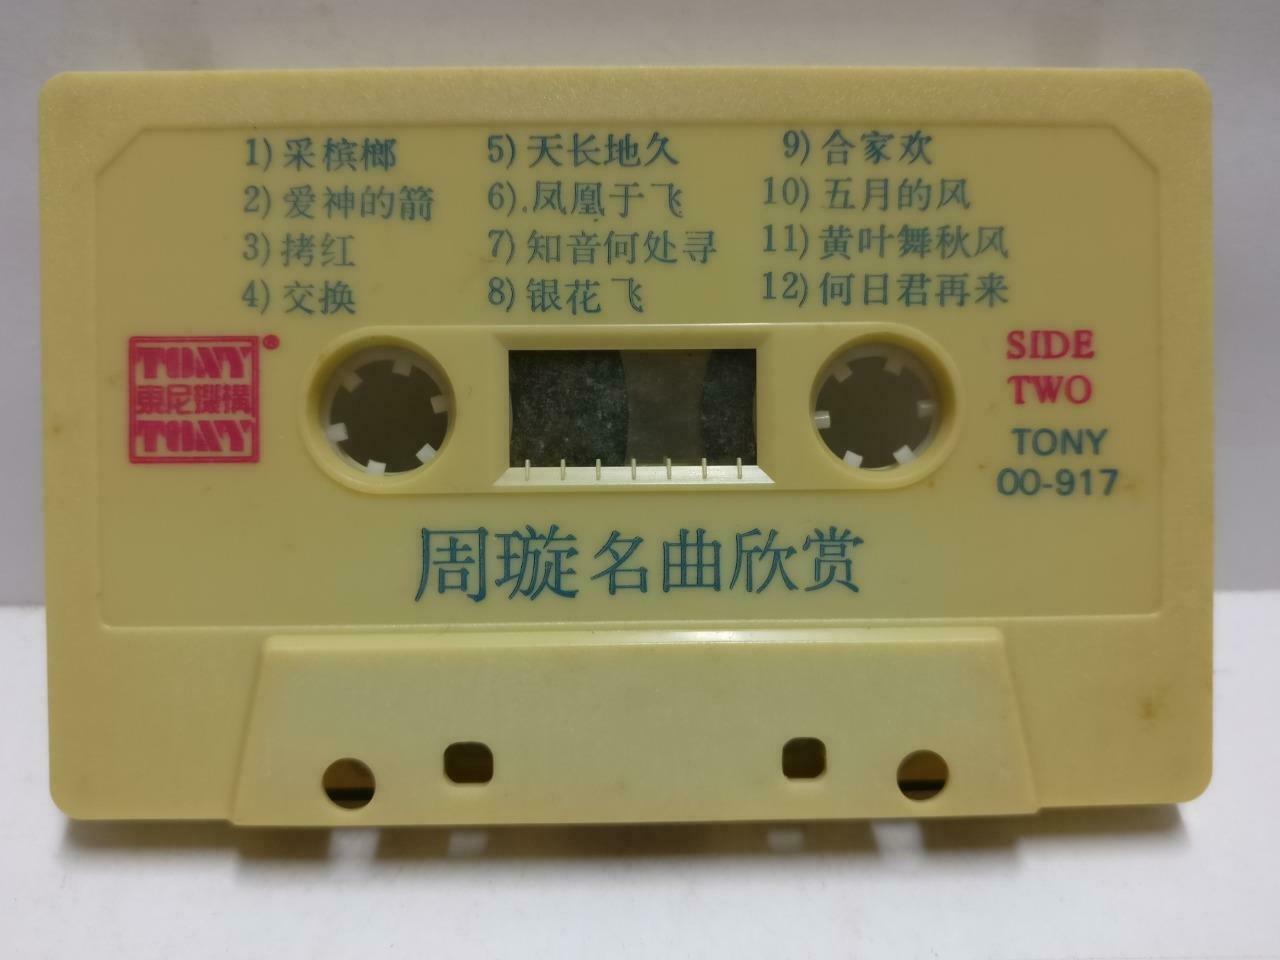 1) 采槟榔
2) 爱神的箭
3) 拷红
4) 交换
5) 天长地久
6) 凤凰于飞
7) 知音何处寻
8) 银花飞
9) 合家欢
10) 五月的风
11) 黄叶舞秋风
12) 何日君再来
TONY®
東尼機構
TONY
SIDE
TWO
TONY
OO-917
周璇名曲欣赏